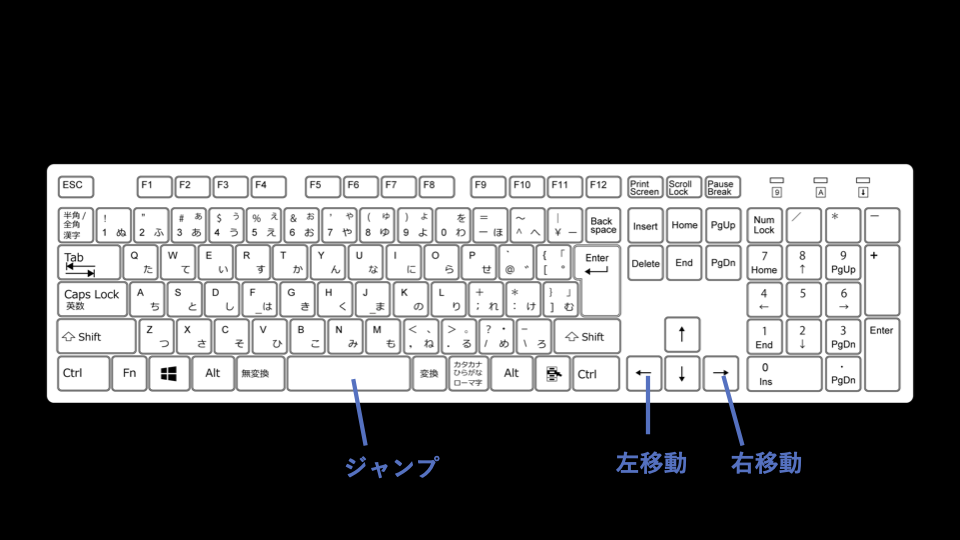 ESC F1 F2 F3 F4 F5 F6 F7 F8 F9 F10 F11 F12 Print Screen Scroll Lock Pause Break 9 A
半角/全角 漢字 ! 1 ぬ " 2 ふ # ぁ 3 あ $ ぅ 4 う % ぇ 5 え & ぉ 6 お ' ゃ 7 や ( ゅ 8 ゆ ) ょ 9 よ を 0 わ = － ほ ～ ^ へ | ¥ ー Back space Insert Home PgUp Num Lock ／ * －
Tab Q た W て E い R す T か Y ん U な I に O ら P せ ` @ ゛ { 「 [ ° Enter Delete End PgDn 7 Home 8 ↑ 9 PgUp +
Caps Lock 英数 A ち S と D し F _は G き H く J _ま K の L り + ; れ * : け } 」 ] む 4 ← 5 6 →
Shift Z つ X さ C そ V ひ B こ N み M も < 、 , ね > 。 . る ? ・ / め － \ ろ Shift ↑ 1 End 2 ↓ 3 PgDn Enter
Ctrl Fn Alt 無変換 変換 カタカナ ひらがな ローマ字 Alt Ctrl ← ↓ → 0 Ins . PgDn
ジャンプ 左移動 右移動